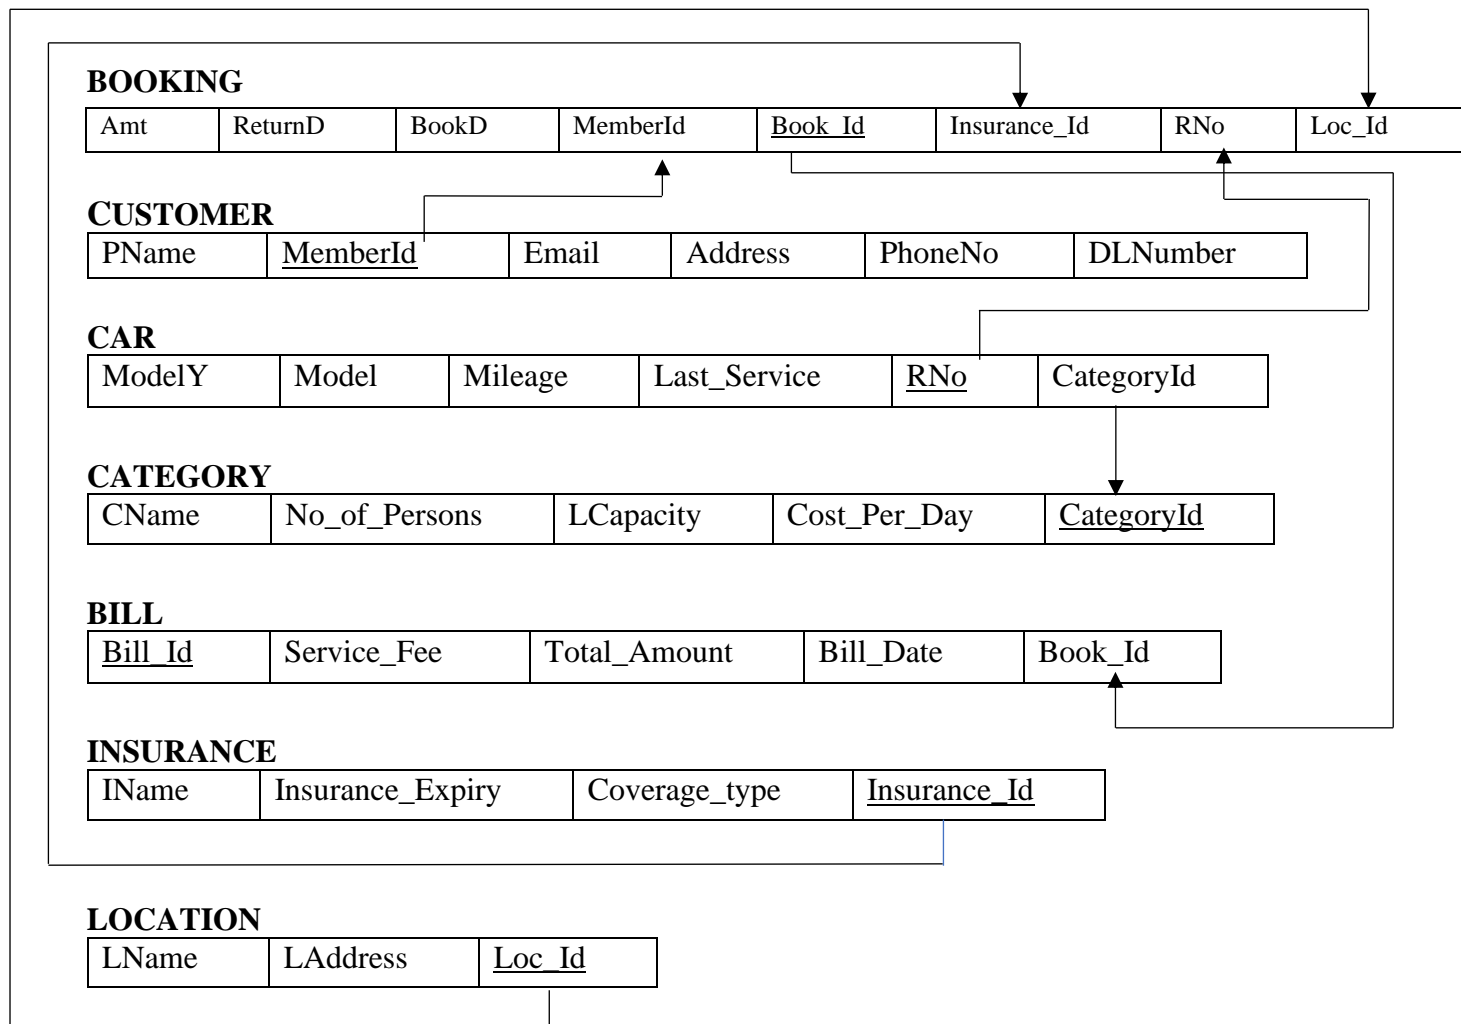 BOOKING
Amt ReturnD BookD MemberId Book_Id Insurance_Id RNo Loc_Id
CUSTOMER
PName MemberId Email Address PhoneNo DLNumber
CAR
ModelY Model Mileage Last_Service RNo CategoryId
CATEGORY
CName No_of_Persons LCapacity Cost_Per_Day CategoryId
BILL
Bill_Id Service_Fee Total_Amount Bill_Date Book_Id
INSURANCE
IName Insurance_Expiry Coverage_type Insurance_Id
LOCATION
LName LAddress Loc_Id